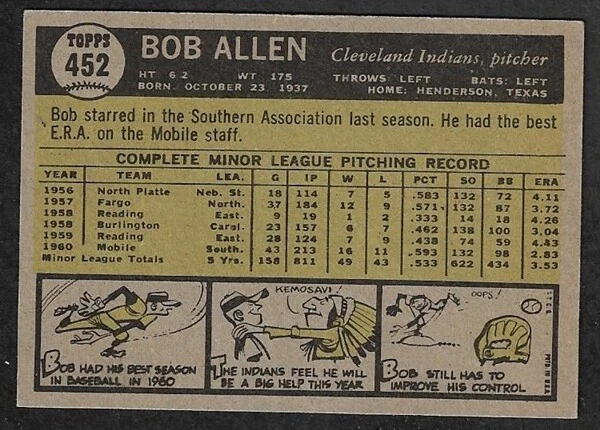 TOPPS
452
BOB ALLEN
Cleveland Indians, pitcher
HT 6 2 WT 175 THROWS: LEFT BATS: LEFT
BORN: OCTOBER 23, 1937 HOME: HENDERSON, TEXAS
Bob starred in the Southern Association last season. He had the best
E.R.A. on the Mobile staff.
COMPLETE MINOR LEAGUE PITCHING RECORD
YEAR TEAM LEA. G IP W L PCT SO BB ERA
1956 North Platte Neb. St. 18 114 7 5 .583 132 72 4.11
1957 Fargo North. 37 184 12 9 .571 132 87 3.72
1958 Reading East. 9 19 1 2 .333 14 18 4.26
1958 Burlington Carol. 23 157 6 7 .462 138 100 3.04
1959 Reading East. 28 124 7 9 .438 74 59 4.83
1960 Mobile South. 43 213 16 11 .593 132 98 2.83
Minor League Totals 5 Yrs. 158 811 49 43 .533 622 434 3.53
KEMOSAVI!
OOPS!
BOB HAD HIS BEST SEASON
IN BASEBALL IN 1960
THE INDIANS FEEL HE WILL
BE A BIG HELP THIS YEAR
BOB STILL HAS TO
IMPROVE HIS CONTROL
T.C.G.
PRTD. IN U.S.A.